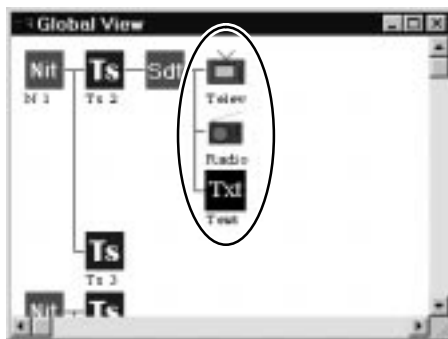 Global View
Nit Ts Sdt
N 1 Ts 2 Telev
Radio
Txt
Text
Ts
Ts 3
Nit Ts